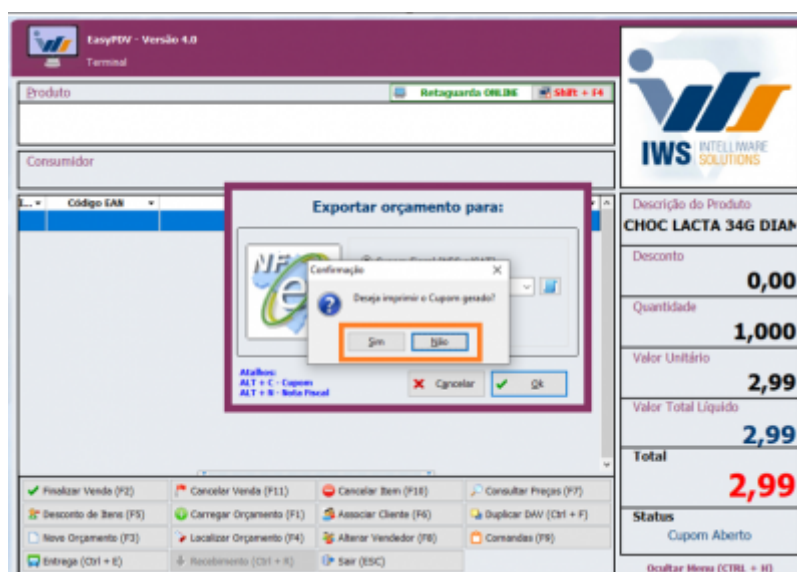 EasyPDV - Versão 4.0
Terminal
Produto
Retaguarda ONLINE
Shift + F4
Consumidor
Código EAN
Exportar orçamento para:
NF
e
Confirmação
Deseja imprimir o Cupom gerado?
Sim
Não
Atalhos:
ALT + C - Cupom
ALT + N - Nota Fiscal
Cancelar
Ok
IWS INTELLIWARE SOLUTIONS
Descrição do Produto
CHOC LACTA 34G DIAM
Desconto
0,00
Quantidade
1,000
Valor Unitário
2,99
Valor Total Líquido
2,99
Total
2,99
Status
Cupom Aberto
Ocultar Menu (CTRL + H)
Finalizar Venda (F2)
Cancelar Venda (F11)
Cancelar Item (F10)
Consultar Preços (F7)
Desconto de Itens (F5)
Carregar Orçamento (F1)
Associar Cliente (F6)
Duplicar DAV (Ctrl + F)
Novo Orçamento (F3)
Localizar Orçamento (F4)
Alterar Vendedor (F8)
Comandas (F9)
Entrega (Ctrl + E)
Recebimento (Ctrl + R)
Sair (ESC)